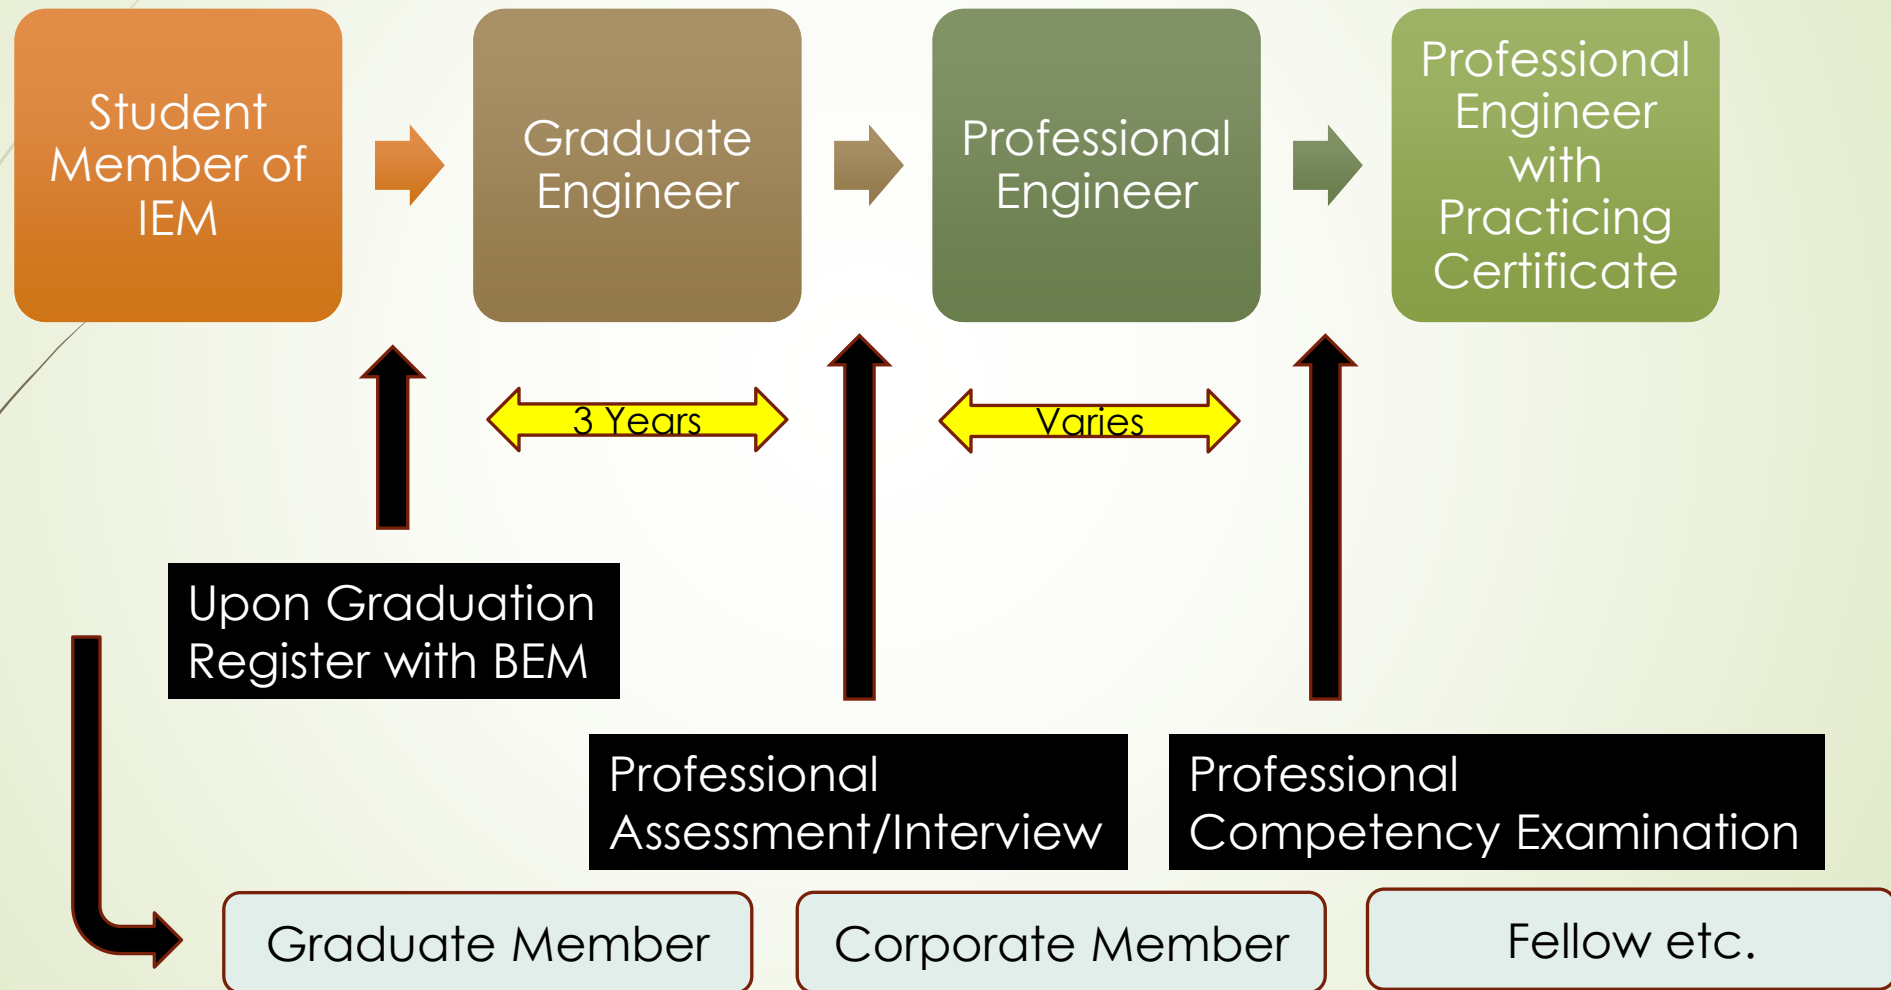 Student
Member of
IEM
Graduate
Engineer
Professional
Engineer
Professional
Engineer
with
Practicing
Certificate
3 Years
Varies
Upon Graduation
Register with BEM
Professional
Assessment/Interview
Professional
Competency Examination
Graduate Member
Corporate Member
Fellow etc.